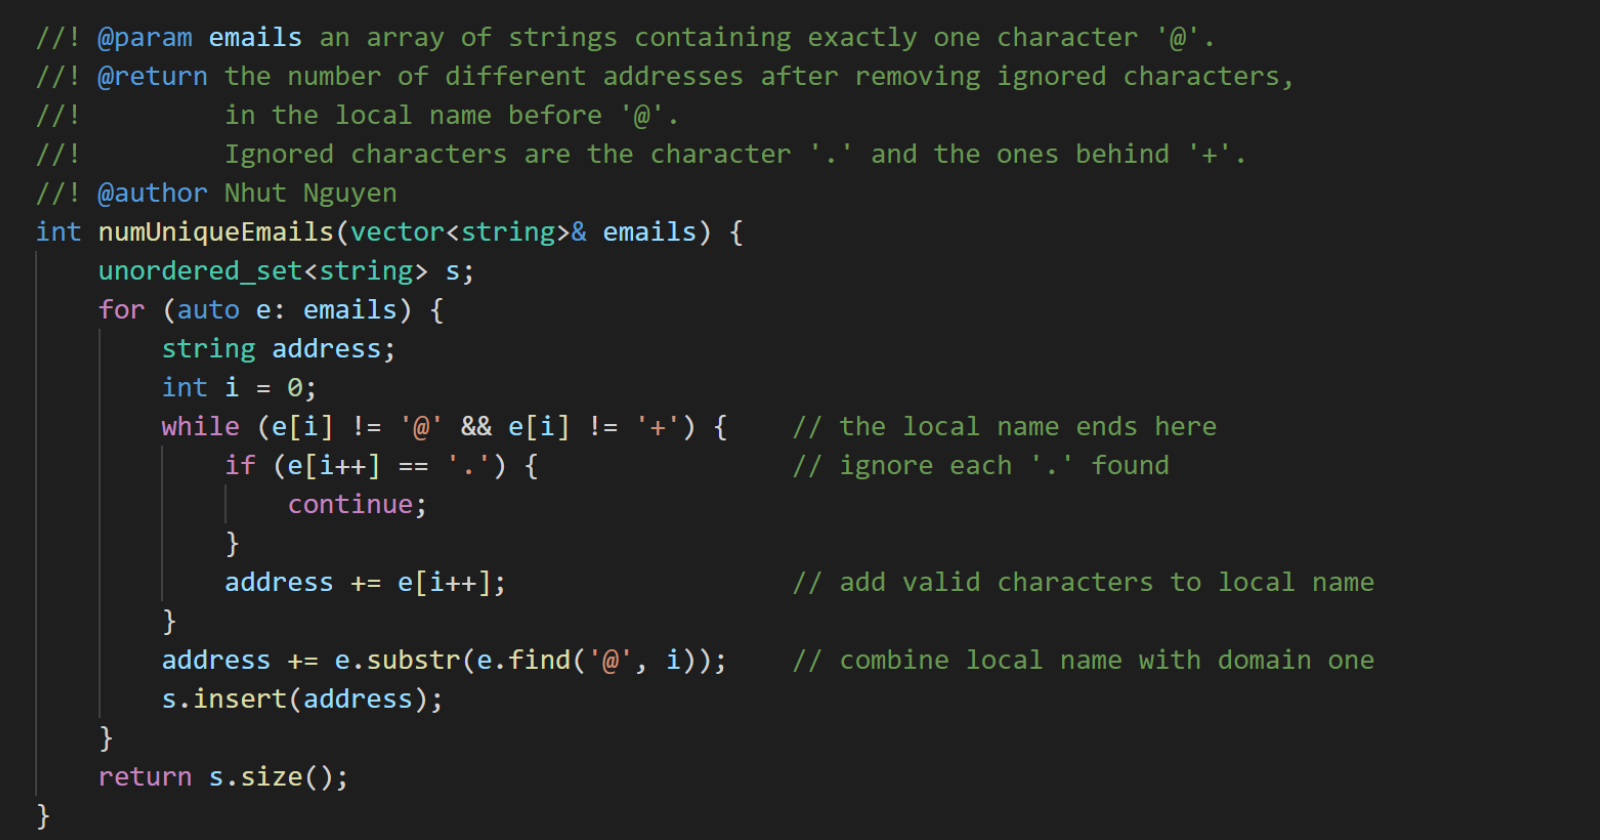 //! @param emails an array of strings containing exactly one character '@'.
//! @return the number of different addresses after removing ignored characters,
//!         in the local name before '@'.
//!         Ignored characters are the character '.' and the ones behind '+'.
//! @author Nhut Nguyen
int numUniqueEmails(vector<string>& emails) {
    unordered_set<string> s;
    for (auto e: emails) {
        string address;
        int i = 0;
        while (e[i] != '@' && e[i] != '+') {    // the local name ends here
            if (e[i++] == '.') {                // ignore each '.' found
                continue;
            }
            address += e[i++];                  // add valid characters to local name
        }
        address += e.substr(e.find('@', i));    // combine local name with domain one
        s.insert(address);
    }
    return s.size();
}